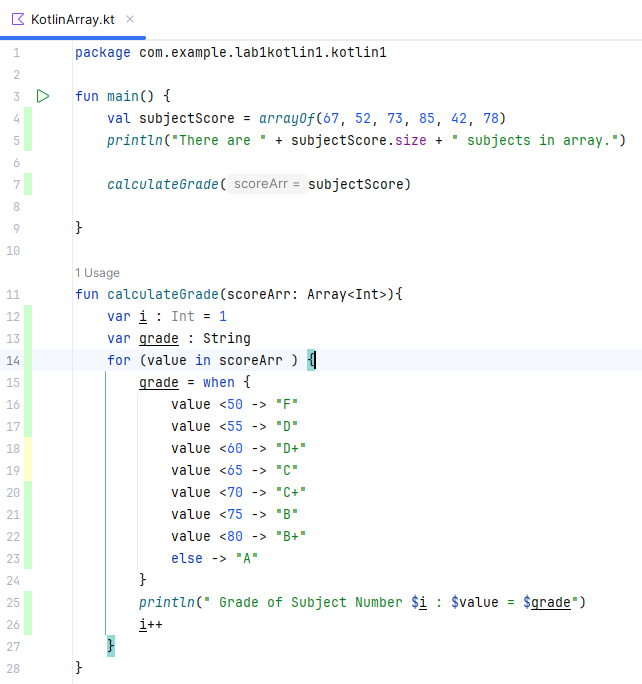 KotlinArray.kt ×
1 package com.example.lab1kotlin1.kotlin1
2
3 fun main() {
4 val subjectScore = arrayOf(67, 52, 73, 85, 42, 78)
5 println("There are " + subjectScore.size + " subjects in array.")
6
7 calculateGrade( scoreArr = subjectScore)
8
9 }
10
1 Usage
11 fun calculateGrade(scoreArr: Array<Int>){
12 var i : Int = 1
13 var grade : String
14 for (value in scoreArr ) {
15 grade = when {
16 value <50 -> "F"
17 value <55 -> "D"
18 value <60 -> "D+"
19 value <65 -> "C"
20 value <70 -> "C+"
21 value <75 -> "B"
22 value <80 -> "B+"
23 else -> "A"
24 }
25 println(" Grade of Subject Number $i : $value = $grade")
26 i++
27 }
28 }